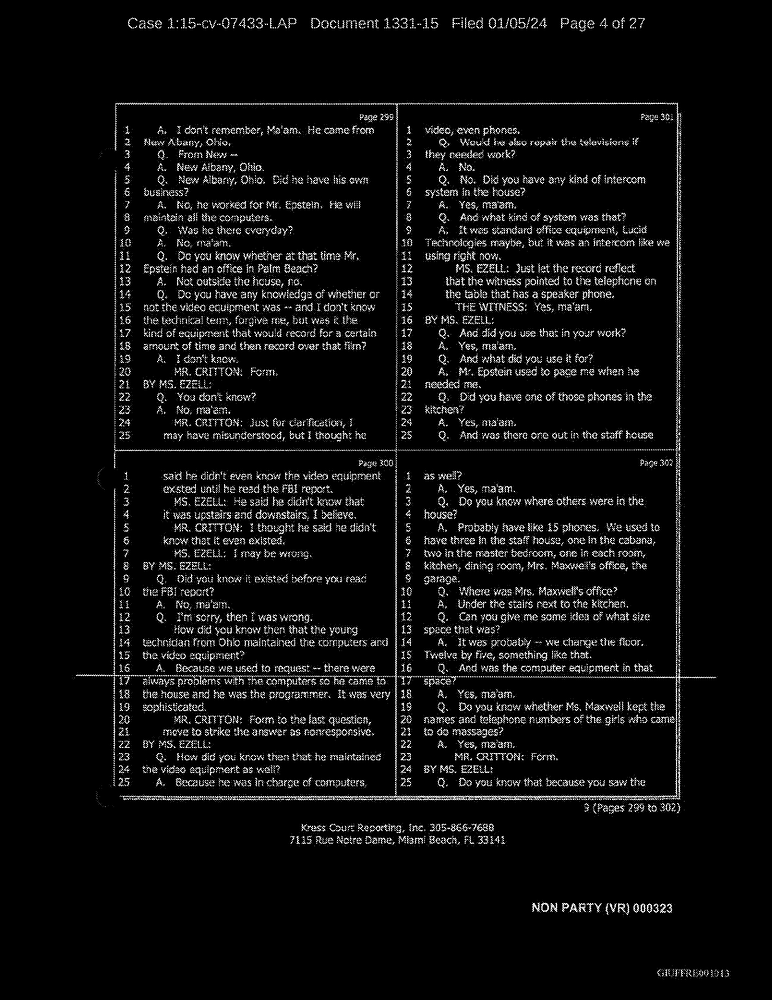 Case 1:15-cv-07433-LAP Document 1331-15 Filed 01/05/24 Page 4 of 27
Page 299
1 A. I don't remember, Ma'am. He came from
2 New Abany, Ohio.
3 Q. From New --
4 A. New Albany, Ohio.
5 Q. New Albany, Ohio. Did he have his own
6 business?
7 A. No, he worked for Mr. Epstein. He will
8 maintain all the computers.
9 Q. Was he there everyday?
10 A. No, ma'am.
11 Q. Do you know whether at that time Mr.
12 Epstein had an office in Palm Beach?
13 A. Not outside the house, no.
14 Q. Do you have any knowledge of whether or
15 not the video equipment was -- and I don't know
16 the technical term, forgive me, but was it the
17 kind of equipment that would record for a certain
18 amount of time and then record over that film?
19 A. I don't know.
20 MR. CRITTON: Form.
21 BY MS. EZELL:
22 Q. You don't know?
23 A. No, ma'am.
24 MR. CRITTON: Just for clarification, I
25 may have misunderstood, but I thought he
Page 300
1 said he didn't even know the video equipment
2 existed until he read the FBI report.
3 MS. EZELL: He said he didn't know that
4 it was upstairs and downstairs, I believe.
5 MR. CRITTON: I thought he said he didn't
6 know that it even existed.
7 MS. EZELL: I may be wrong.
8 BY MS. EZELL:
9 Q. Did you know it existed before you read
10 the FBI report?
11 A. No, ma'am.
12 Q. I'm sorry, then I was wrong.
13 How did you know then that the young
14 technician from Ohio maintained the computers and
15 the video equipment?
16 A. Because we used to request -- there were
17 always problems with the computers so he came to
18 the house and he was the programmer. It was very
19 sophisticated.
20 MR. CRITTON: Form to the last question,
21 move to strike the answer as nonresponsive.
22 BY MS. EZELL:
23 Q. How did you know then that he maintained
24 the video equipment as well?
25 A. Because he was in charge of computers,
Page 301
1 video, even phones.
2 Q. Would he also repair the televisions if
3 they needed work?
4 A. No.
5 Q. No. Did you have any kind of intercom
6 system in the house?
7 A. Yes, ma'am.
8 Q. And what kind of system was that?
9 A. It was standard office equipment, Lucid
10 Technologies maybe, but it was an intercom like we
11 using right now.
12 MS. EZELL: Just let the record reflect
13 that the witness pointed to the telephone on
14 the table that has a speaker phone.
15 THE WITNESS: Yes, ma'am.
16 BY MS. EZELL:
17 Q. And did you use that in your work?
18 A. Yes, ma'am.
19 Q. And what did you use it for?
20 A. Mr. Epstein used to page me when he
21 needed me.
22 Q. Did you have one of those phones in the
23 kitchen?
24 A. Yes, ma'am.
25 Q. And was there one out in the staff house
Page 302
1 as well?
2 A. Yes, ma'am.
3 Q. Do you know where others were in the
4 house?
5 A. Probably have like 15 phones. We used to
6 have three in the staff house, one in the cabana,
7 two in the master bedroom, one in each room,
8 kitchen, dining room, Mrs. Maxwell's office, the
9 garage.
10 Q. Where was Mrs. Maxwell's office?
11 A. Under the stairs next to the kitchen.
12 Q. Can you give me some idea of what size
13 space that was?
14 A. It was probably -- we change the floor.
15 Twelve by five, something like that.
16 Q. And was the computer equipment in that
17 space?
18 A. Yes, ma'am.
19 Q. Do you know whether Ms. Maxwell kept the
20 names and telephone numbers of the girls who came
21 to do massages?
22 A. Yes, ma'am.
23 MR. CRITTON: Form.
24 BY MS. EZELL:
25 Q. Do you know that because you saw the
9 (Pages 299 to 302)
Kress Court Reporting, Inc. 305-866-7688
7115 Rue Notre Dame, Miami Beach, FL 33141
NON PARTY (VR) 000323